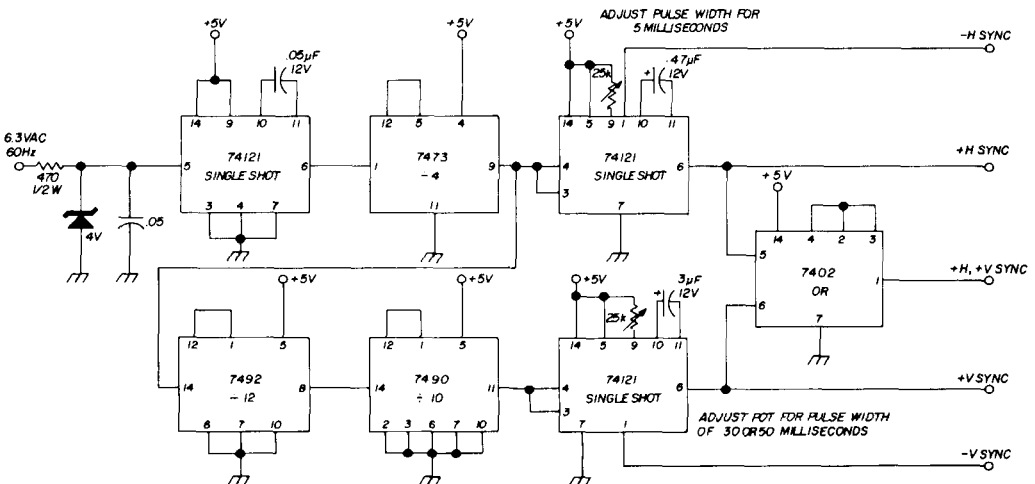 +5V
14
9
10
11
.05µF
12V
6.3VAC
60Hz
470
1/2W
4V
.05
5
74121
SINGLE SHOT
6
3
4
7
12
5
+5V
4
1
7473
÷4
9
11
ADJUST PULSE WIDTH FOR
5 MILLISECONDS
+5V
25k
+
.47µF
12V
14
5
9
1
10
11
4
3
74121
SINGLE SHOT
6
7
-H SYNC
+H SYNC
+5V
14
4
2
3
5
6
7402
OR
1
7
+H, +V SYNC
+5V
12
1
5
14
7492
÷12
8
6
7
10
+5V
12
1
5
14
7490
÷10
11
2
3
6
7
10
+5V
25k
+
3µF
12V
14
5
9
10
11
4
3
74121
SINGLE SHOT
6
7
1
+V SYNC
ADJUST POT FOR PULSE WIDTH
OF 30 OR 50 MILLISECONDS
-V SYNC